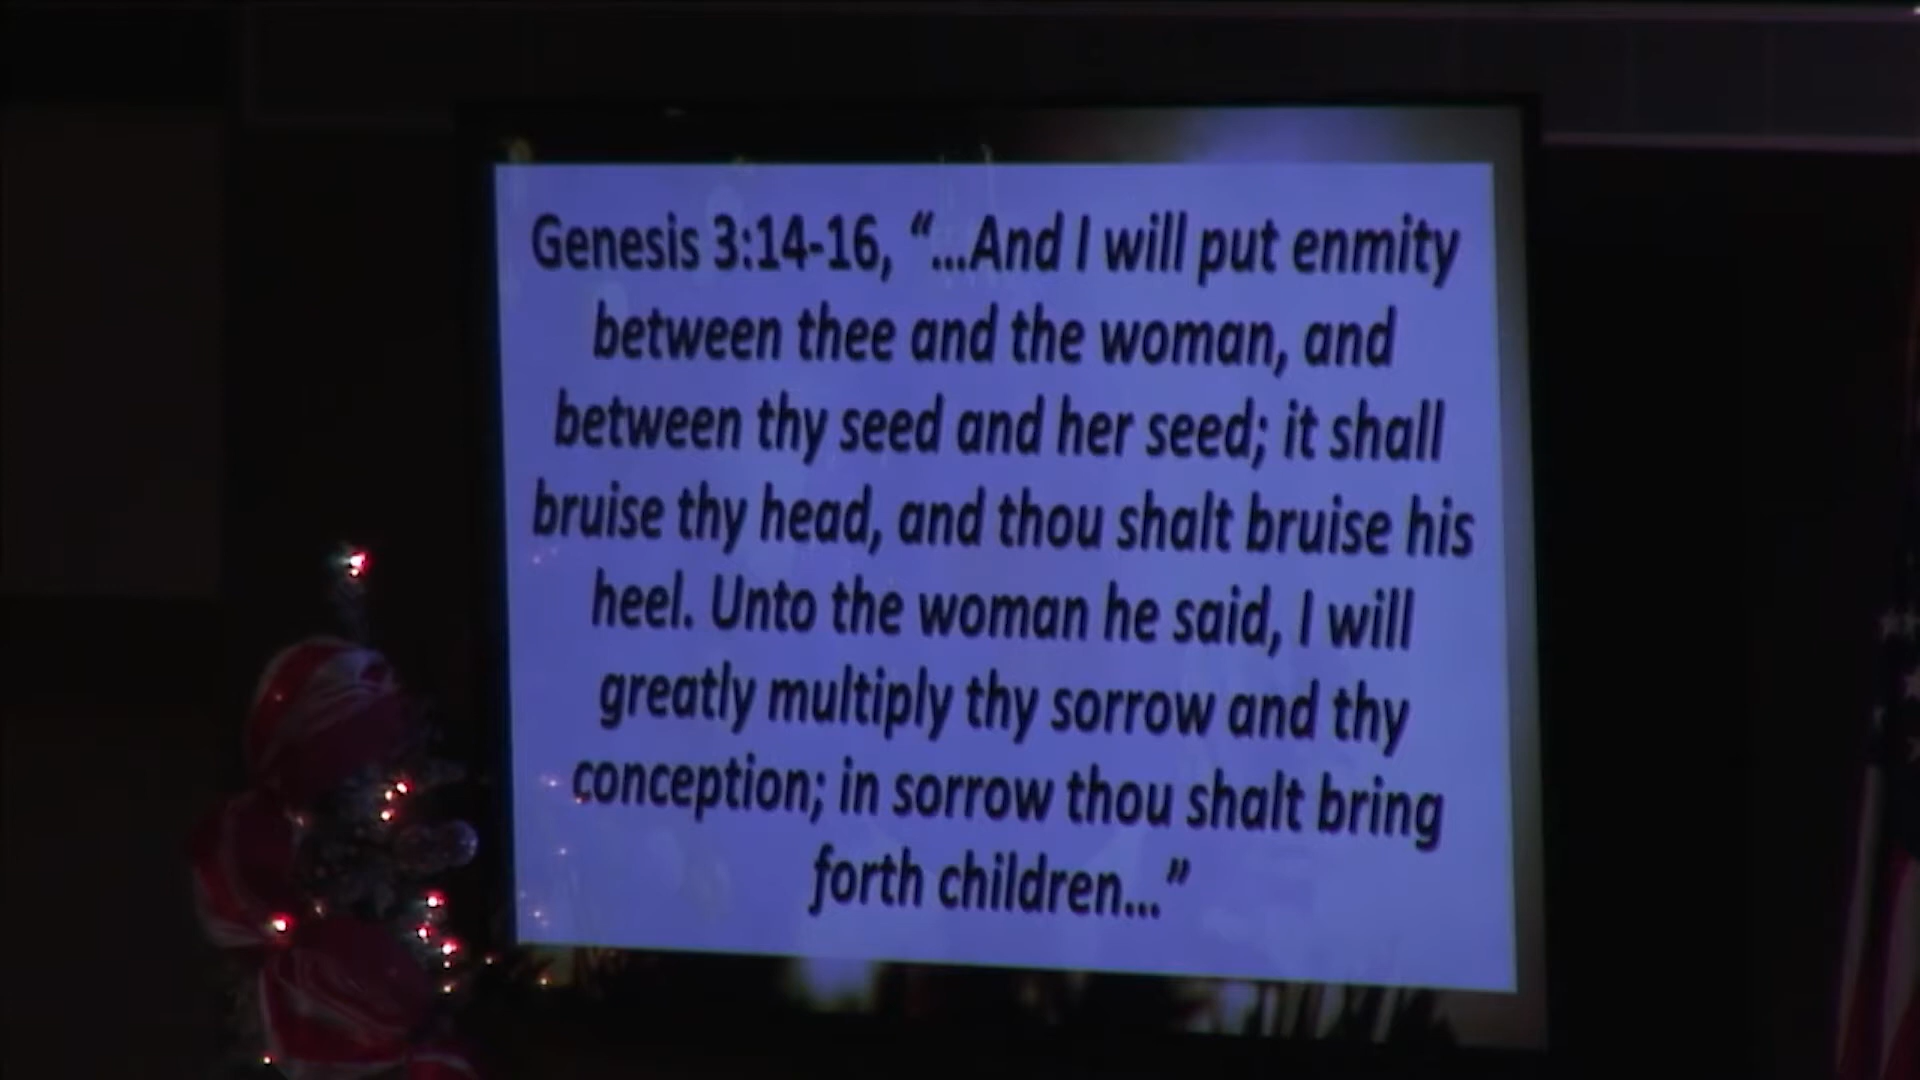 Genesis 3:14-16, “...And I will put enmity
between thee and the woman, and
between thy seed and her seed; it shall
bruise thy head, and thou shalt bruise his
heel. Unto the woman he said, I will
greatly multiply thy sorrow and thy
conception; in sorrow thou shalt bring
forth children...”